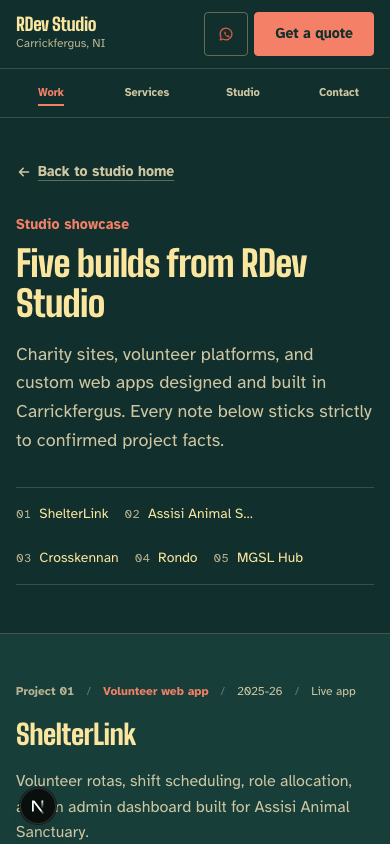 RDev Studio
Carrickfergus, NI
Get a quote
Work Services Studio Contact
← Back to studio home
Studio showcase
Five builds from RDev
Studio
Charity sites, volunteer platforms, and
custom web apps designed and built in
Carrickfergus. Every note below sticks strictly
to confirmed project facts.
01 ShelterLink 02 Assisi Animal S...
03 Crosskennan 04 Rondo 05 MGSL Hub
Project 01 / Volunteer web app / 2025-26 / Live app
ShelterLink
Volunteer rotas, shift scheduling, role allocation,
N admin dashboard built for Assisi Animal
Sanctuary.